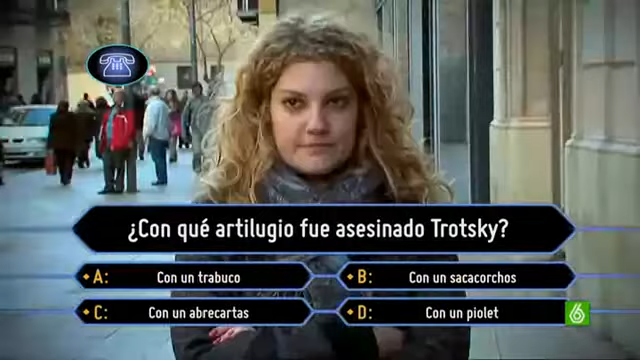 ¿Con qué artilugio fue asesinado Trotsky?
A: Con un trabuco
B: Con un sacacorchos
C: Con un abrecartas
D: Con un piolet
6